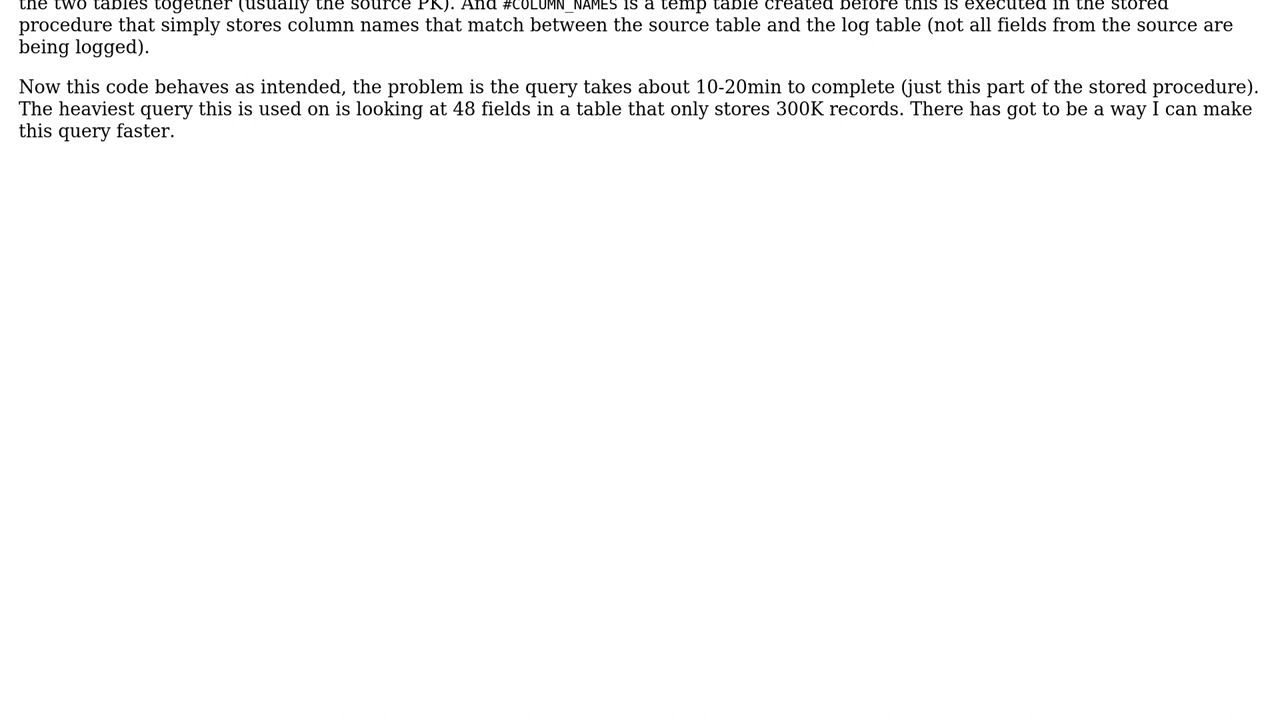 the two tables together (usually the source PK). And #COLUMN_NAMES is a temp table created before this is executed in the stored
procedure that simply stores column names that match between the source table and the log table (not all fields from the source are
being logged).
Now this code behaves as intended, the problem is the query takes about 10-20min to complete (just this part of the stored procedure).
The heaviest query this is used on is looking at 48 fields in a table that only stores 300K records. There has got to be a way I can make
this query faster.